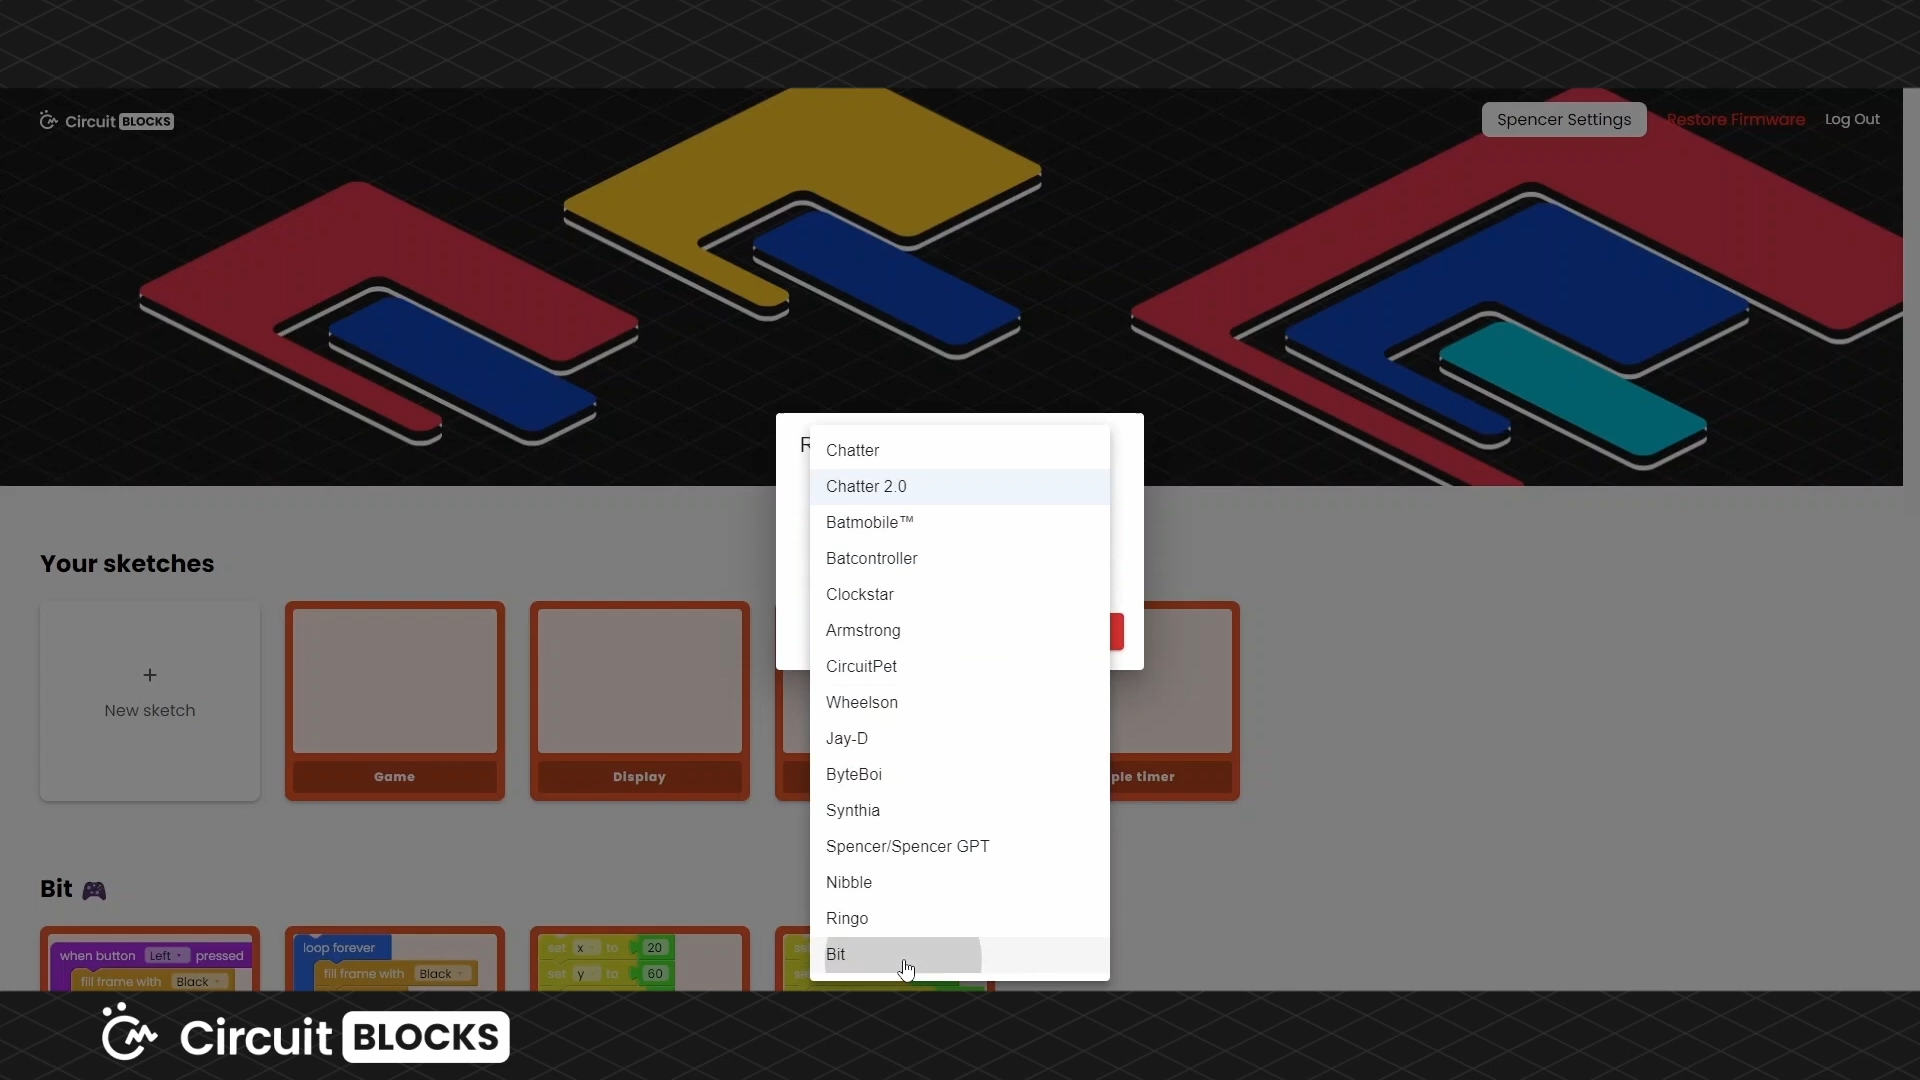 Circuit BLOCKS
Spencer Settings
Restore Firmware
Log Out
R
Chatter
Chatter 2.0
Batmobile™
Batcontroller
Clockstar
Armstrong
CircuitPet
Wheelson
Jay-D
ByteBoi
Synthia
Spencer/Spencer GPT
Nibble
Ringo
Bit
Your sketches
+
New sketch
Game
Display
ple timer
Bit
when button Left pressed
fill frame with Black
loop forever
fill frame with Black
set x to 20
set y to 60
Circuit BLOCKS